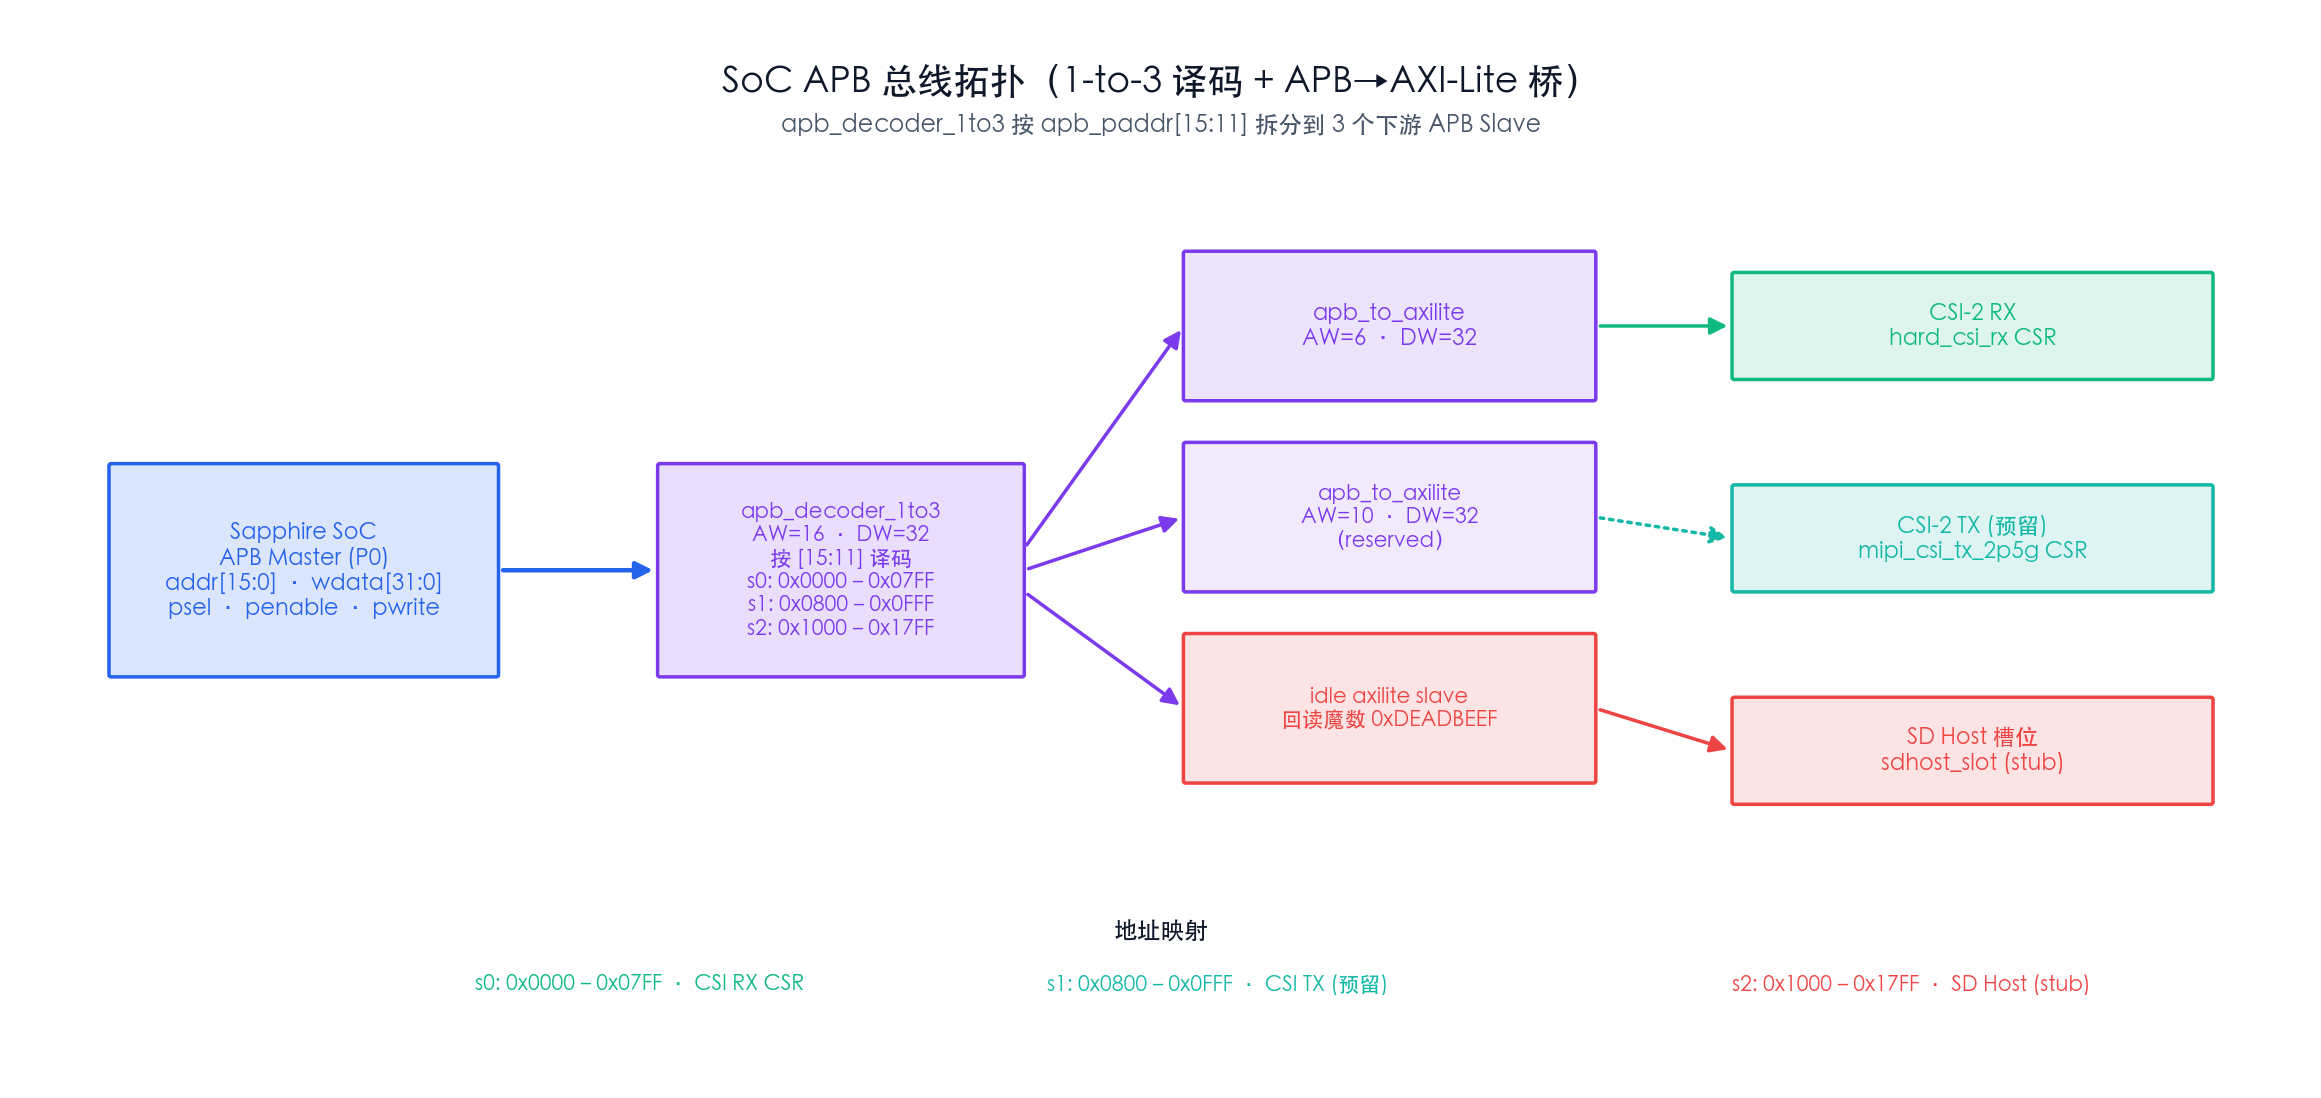 SoC APB 总线拓扑（1-to-3 译码 + APB→AXI-Lite 桥）
apb_decoder_1to3 按 apb_paddr[15:11] 拆分到 3 个下游 APB Slave
Sapphire SoC
APB Master (P0)
addr[15:0] · wdata[31:0]
psel · penable · pwrite
apb_decoder_1to3
AW=16 · DW=32
按 [15:11] 译码
s0: 0x0000 – 0x07FF
s1: 0x0800 – 0x0FFF
s2: 0x1000 – 0x17FF
apb_to_axilite
AW=6 · DW=32
apb_to_axilite
AW=10 · DW=32
(reserved)
idle axilite slave
回读魔数 0xDEADBEEF
CSI-2 RX
hard_csi_rx CSR
CSI-2 TX (预留)
mipi_csi_tx_2p5g CSR
SD Host 槽位
sdhost_slot (stub)
地址映射
s0: 0x0000 – 0x07FF · CSI RX CSR
s1: 0x0800 – 0x0FFF · CSI TX (预留)
s2: 0x1000 – 0x17FF · SD Host (stub)